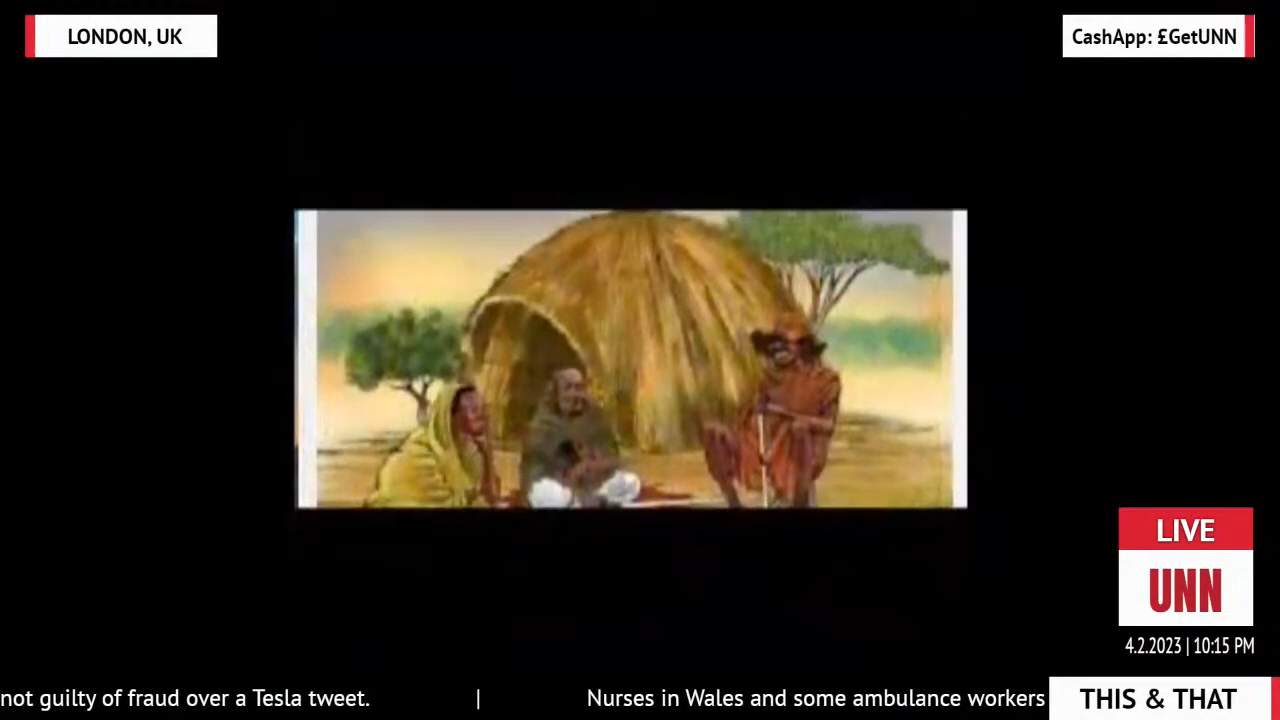 LONDON, UK
CashApp: £GetUNN
LIVE
UNN
4.2.2023 | 10:15 PM
not guilty of fraud over a Tesla tweet. | Nurses in Wales and some ambulance workers
THIS & THAT